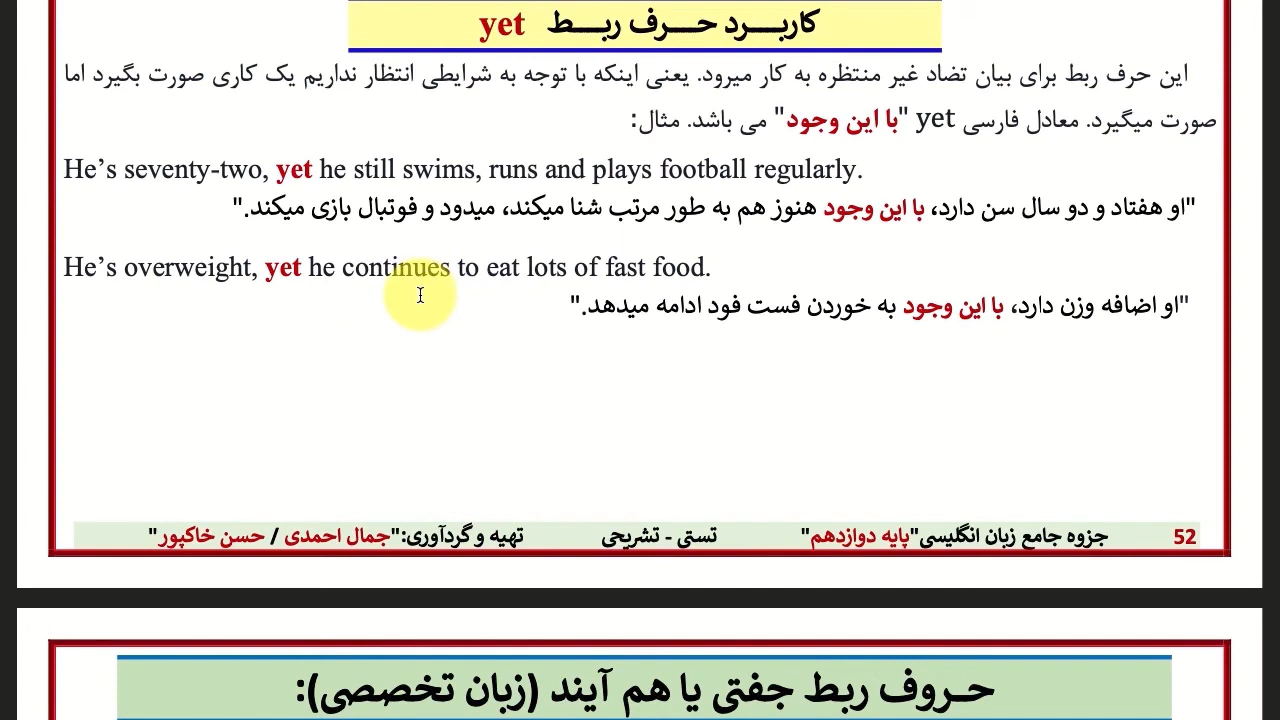 کاربرد حرف ربط yet
این حرف ربط برای بیان تضاد غیر منتظره به کار میرود. یعنی اینکه با توجه به شرایطی انتظار نداریم یک کاری صورت بگیرد اما
صورت میگیرد. معادل فارسی yet "با این وجود" می باشد. مثال:
He’s seventy-two, yet he still swims, runs and plays football regularly.
"او هفتاد و دو سال سن دارد، با این وجود هنوز هم به طور مرتب شنا میکند، میدود و فوتبال بازی میکند."
He’s overweight, yet he continues to eat lots of fast food.
"او اضافه وزن دارد، با این وجود به خوردن فست فود ادامه میدهد."
52 جزوه جامع زبان انگلیسی"پایه دوازدهم" تستی - تشریحی تهیه و گردآوری:"جمال احمدی / حسن خاکپور"
حروف ربط جفتی یا هم آیند (زبان تخصصی):